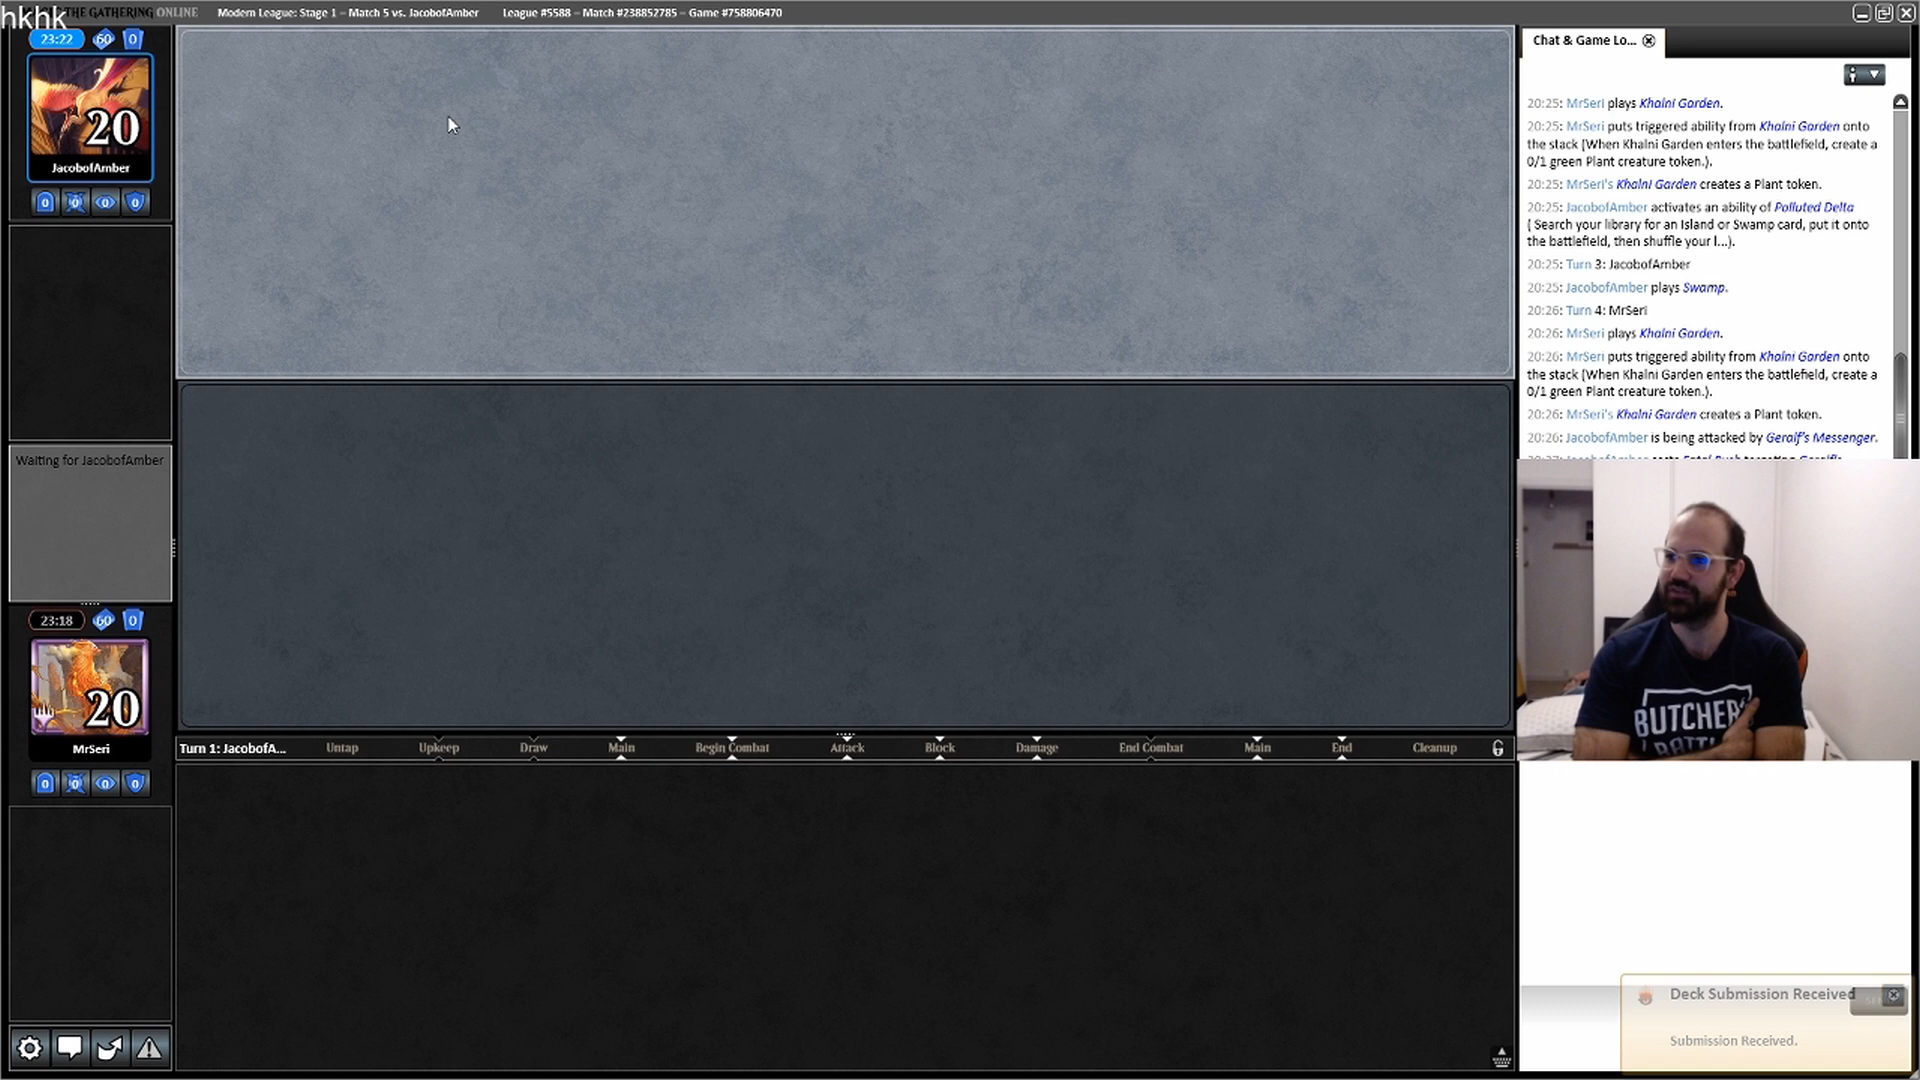 hkhk
THE GATHERING ONLINE
Modern League: Stage 1 – Match 5 vs. JacobofAmber
League #5588 – Match #238852785 – Game #758806470
23:22
60
0
20
JacobofAmber
0 0 0 0
Waiting for JacobofAmber
23:18
60
0
20
MrSeri
0 0 0 0
Turn 1: JacobofA...
Untap
Upkeep
Draw
Main
Begin Combat
Attack
Block
Damage
End Combat
Main
End
Cleanup
Chat & Game Lo...
20:25: MrSeri plays Khalni Garden.
20:25: MrSeri puts triggered ability from Khalni Garden onto
the stack (When Khalni Garden enters the battlefield, create a
0/1 green Plant creature token.).
20:25: MrSeri's Khalni Garden creates a Plant token.
20:25: JacobofAmber activates an ability of Polluted Delta
( Search your library for an Island or Swamp card, put it onto
the battlefield, then shuffle your l...).
20:25: Turn 3: JacobofAmber
20:25: JacobofAmber plays Swamp.
20:26: Turn 4: MrSeri
20:26: MrSeri plays Khalni Garden.
20:26: MrSeri puts triggered ability from Khalni Garden onto
the stack (When Khalni Garden enters the battlefield, create a
0/1 green Plant creature token.).
20:26: MrSeri's Khalni Garden creates a Plant token.
20:26: JacobofAmber is being attacked by Geralf's Messenger.
BUTCHER
Deck Submission Received
Submission Received.